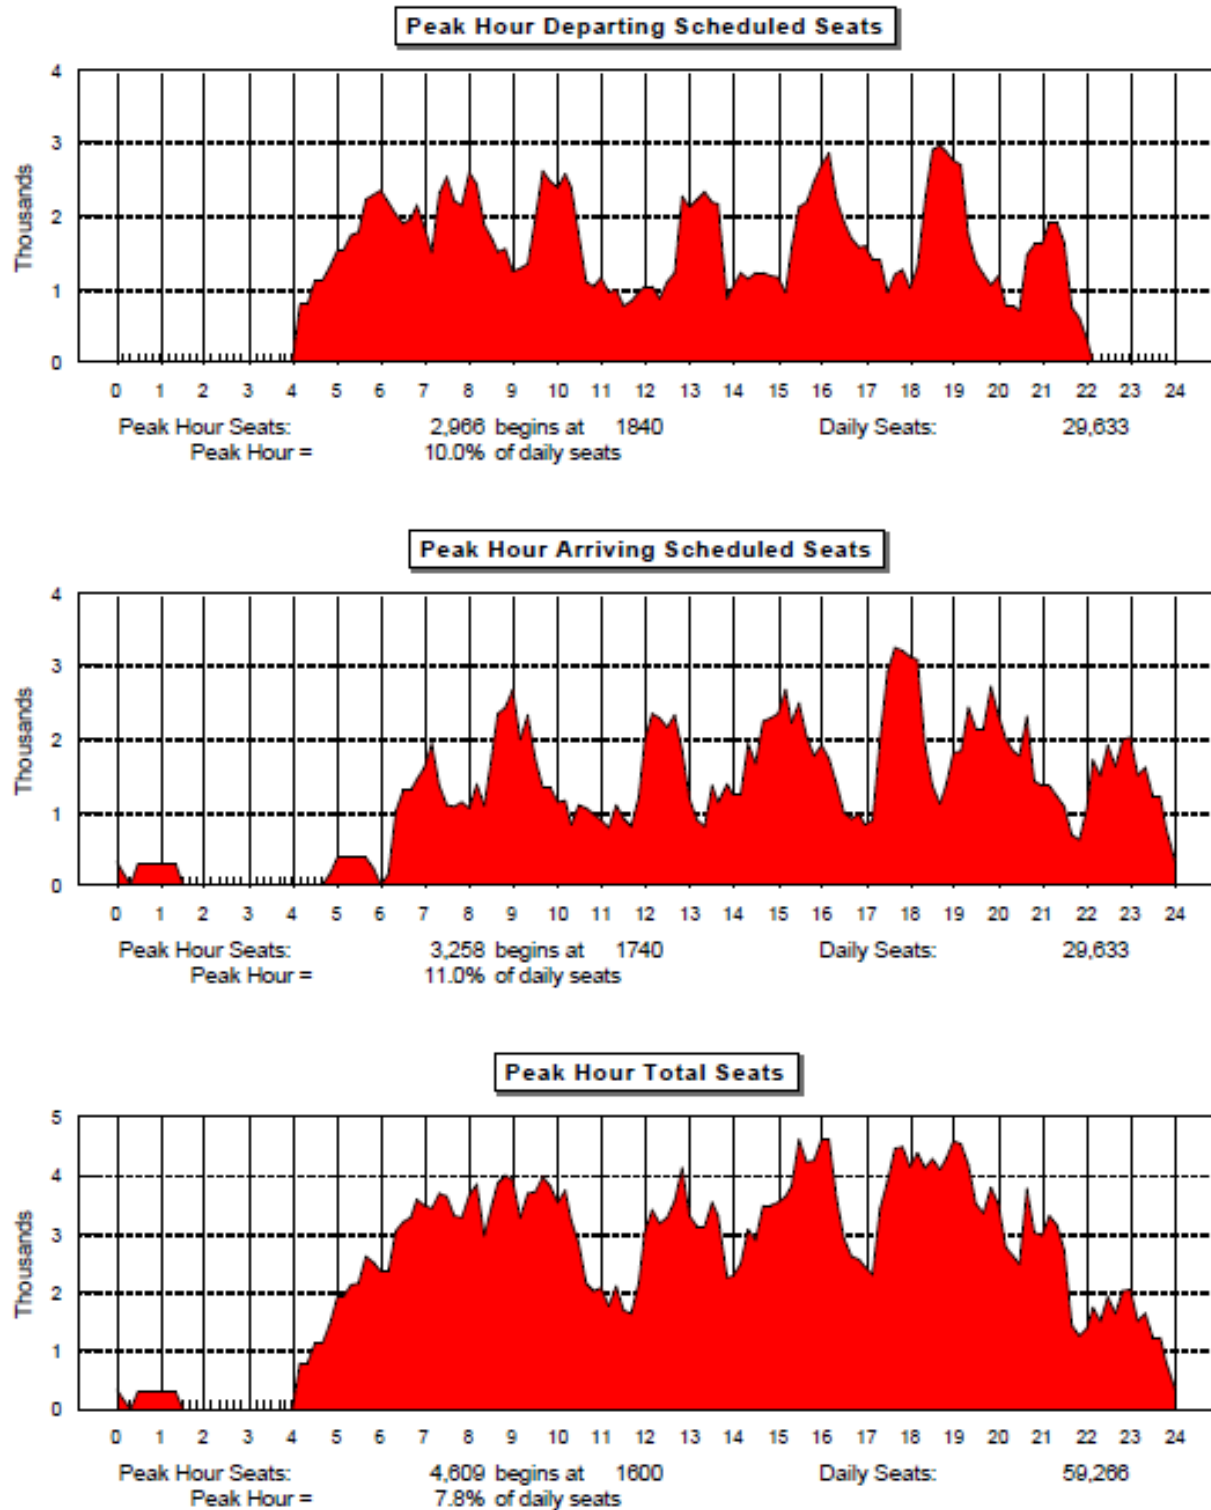 Peak Hour Departing Scheduled Seats
4
3
2
1
0
Thousands
0 1 2 3 4 5 6 7 8 9 10 11 12 13 14 15 16 17 18 19 20 21 22 23 24
Peak Hour Seats: 2,966 begins at 1840 Daily Seats: 29,633
Peak Hour = 10.0% of daily seats
Peak Hour Arriving Scheduled Seats
4
3
2
1
0
Thousands
0 1 2 3 4 5 6 7 8 9 10 11 12 13 14 15 16 17 18 19 20 21 22 23 24
Peak Hour Seats: 3,258 begins at 1740 Daily Seats: 29,633
Peak Hour = 11.0% of daily seats
Peak Hour Total Seats
5
4
3
2
1
0
Thousands
0 1 2 3 4 5 6 7 8 9 10 11 12 13 14 15 16 17 18 19 20 21 22 23 24
Peak Hour Seats: 4,609 begins at 1600 Daily Seats: 59,266
Peak Hour = 7.8% of daily seats